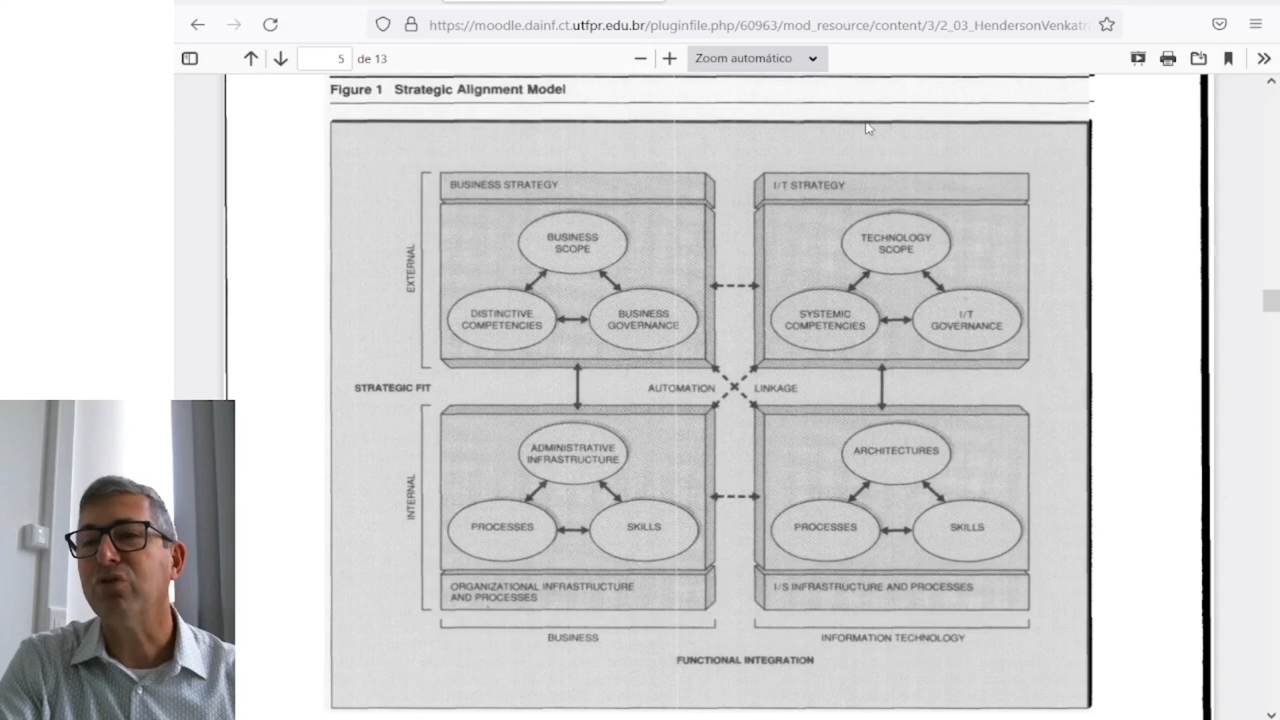 https://moodle.dainf.ct.utfpr.edu.br/pluginfile.php/60963/mod_resource/content/3/2_03_HendersonVenkatr
5 de 13
Zoom automático
Figure 1 Strategic Alignment Model
BUSINESS STRATEGY
I/T STRATEGY
EXTERNAL
BUSINESS
SCOPE
DISTINCTIVE
COMPETENCIES
BUSINESS
GOVERNANCE
TECHNOLOGY
SCOPE
SYSTEMIC
COMPETENCIES
I/T
GOVERNANCE
STRATEGIC FIT
AUTOMATION
LINKAGE
INTERNAL
ADMINISTRATIVE
INFRASTRUCTURE
PROCESSES
SKILLS
ARCHITECTURES
PROCESSES
SKILLS
ORGANIZATIONAL INFRASTRUCTURE
AND PROCESSES
I/S INFRASTRUCTURE AND PROCESSES
BUSINESS
INFORMATION TECHNOLOGY
FUNCTIONAL INTEGRATION